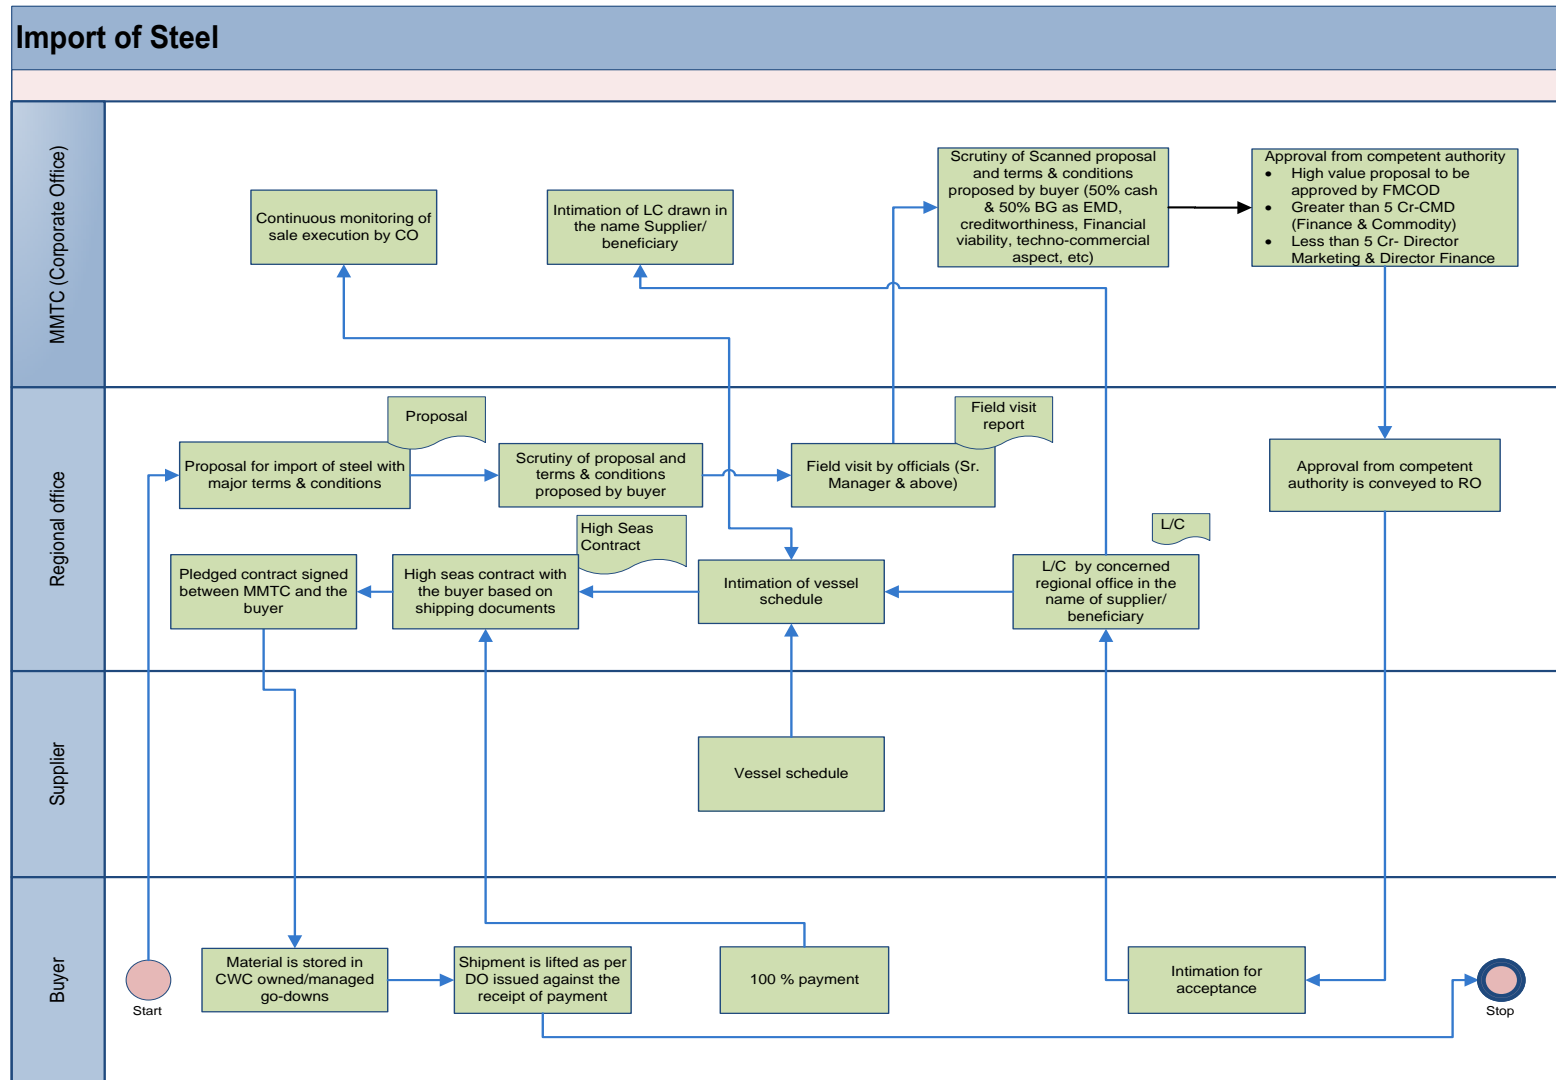 Import of Steel
MMTC (Corporate Office)
Continuous monitoring of
sale execution by CO
Intimation of LC drawn in
the name Supplier/
beneficiary
Scrutiny of Scanned proposal
and terms & conditions
proposed by buyer (50% cash
& 50% BG as EMD,
creditworthiness, Financial
viability, techno-commercial
aspect, etc)
Approval from competent authority
• High value proposal to be
approved by FMCOD
• Greater than 5 Cr-CMD
(Finance & Commodity)
• Less than 5 Cr- Director
Marketing & Director Finance
Regional office
Proposal
Proposal for import of steel with
major terms & conditions
Scrutiny of proposal and
terms & conditions
proposed by buyer
Field visit
report
Field visit by officials (Sr.
Manager & above)
Approval from competent
authority is conveyed to RO
Pledged contract signed
between MMTC and the
buyer
High Seas
Contract
High seas contract with
the buyer based on
shipping documents
Intimation of vessel
schedule
L/C
L/C by concerned
regional office in the
name of supplier/
beneficiary
Supplier
Vessel schedule
Buyer
Start
Material is stored in
CWC owned/managed
go-downs
Shipment is lifted as per
DO issued against the
receipt of payment
100 % payment
Intimation for
acceptance
Stop